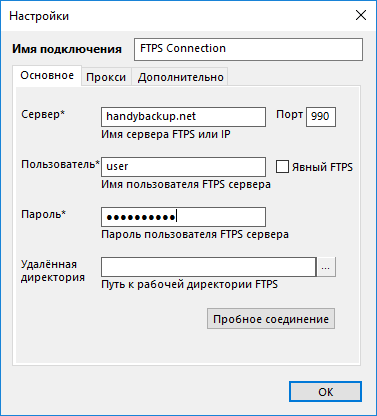 Настройки
Имя подключения FTPS Connection
Основное Прокси Дополнительно
Сервер* handybackup.net Порт 990
Имя сервера FTPS или IP
Пользователь* user Явный FTPS
Имя пользователя FTPS сервера
Пароль* ●●●●●●●●●●
Пароль пользователя FTPS сервера
Удалённая
директория ...
Путь к рабочей директории FTPS
Пробное соединение
OK